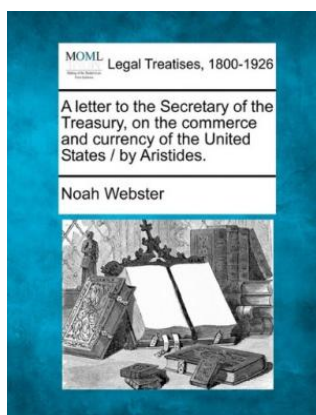 MOML
Legal Treatises, 1800-1926
A letter to the Secretary of the
Treasury, on the commerce
and currency of the United
States / by Aristides.
Noah Webster